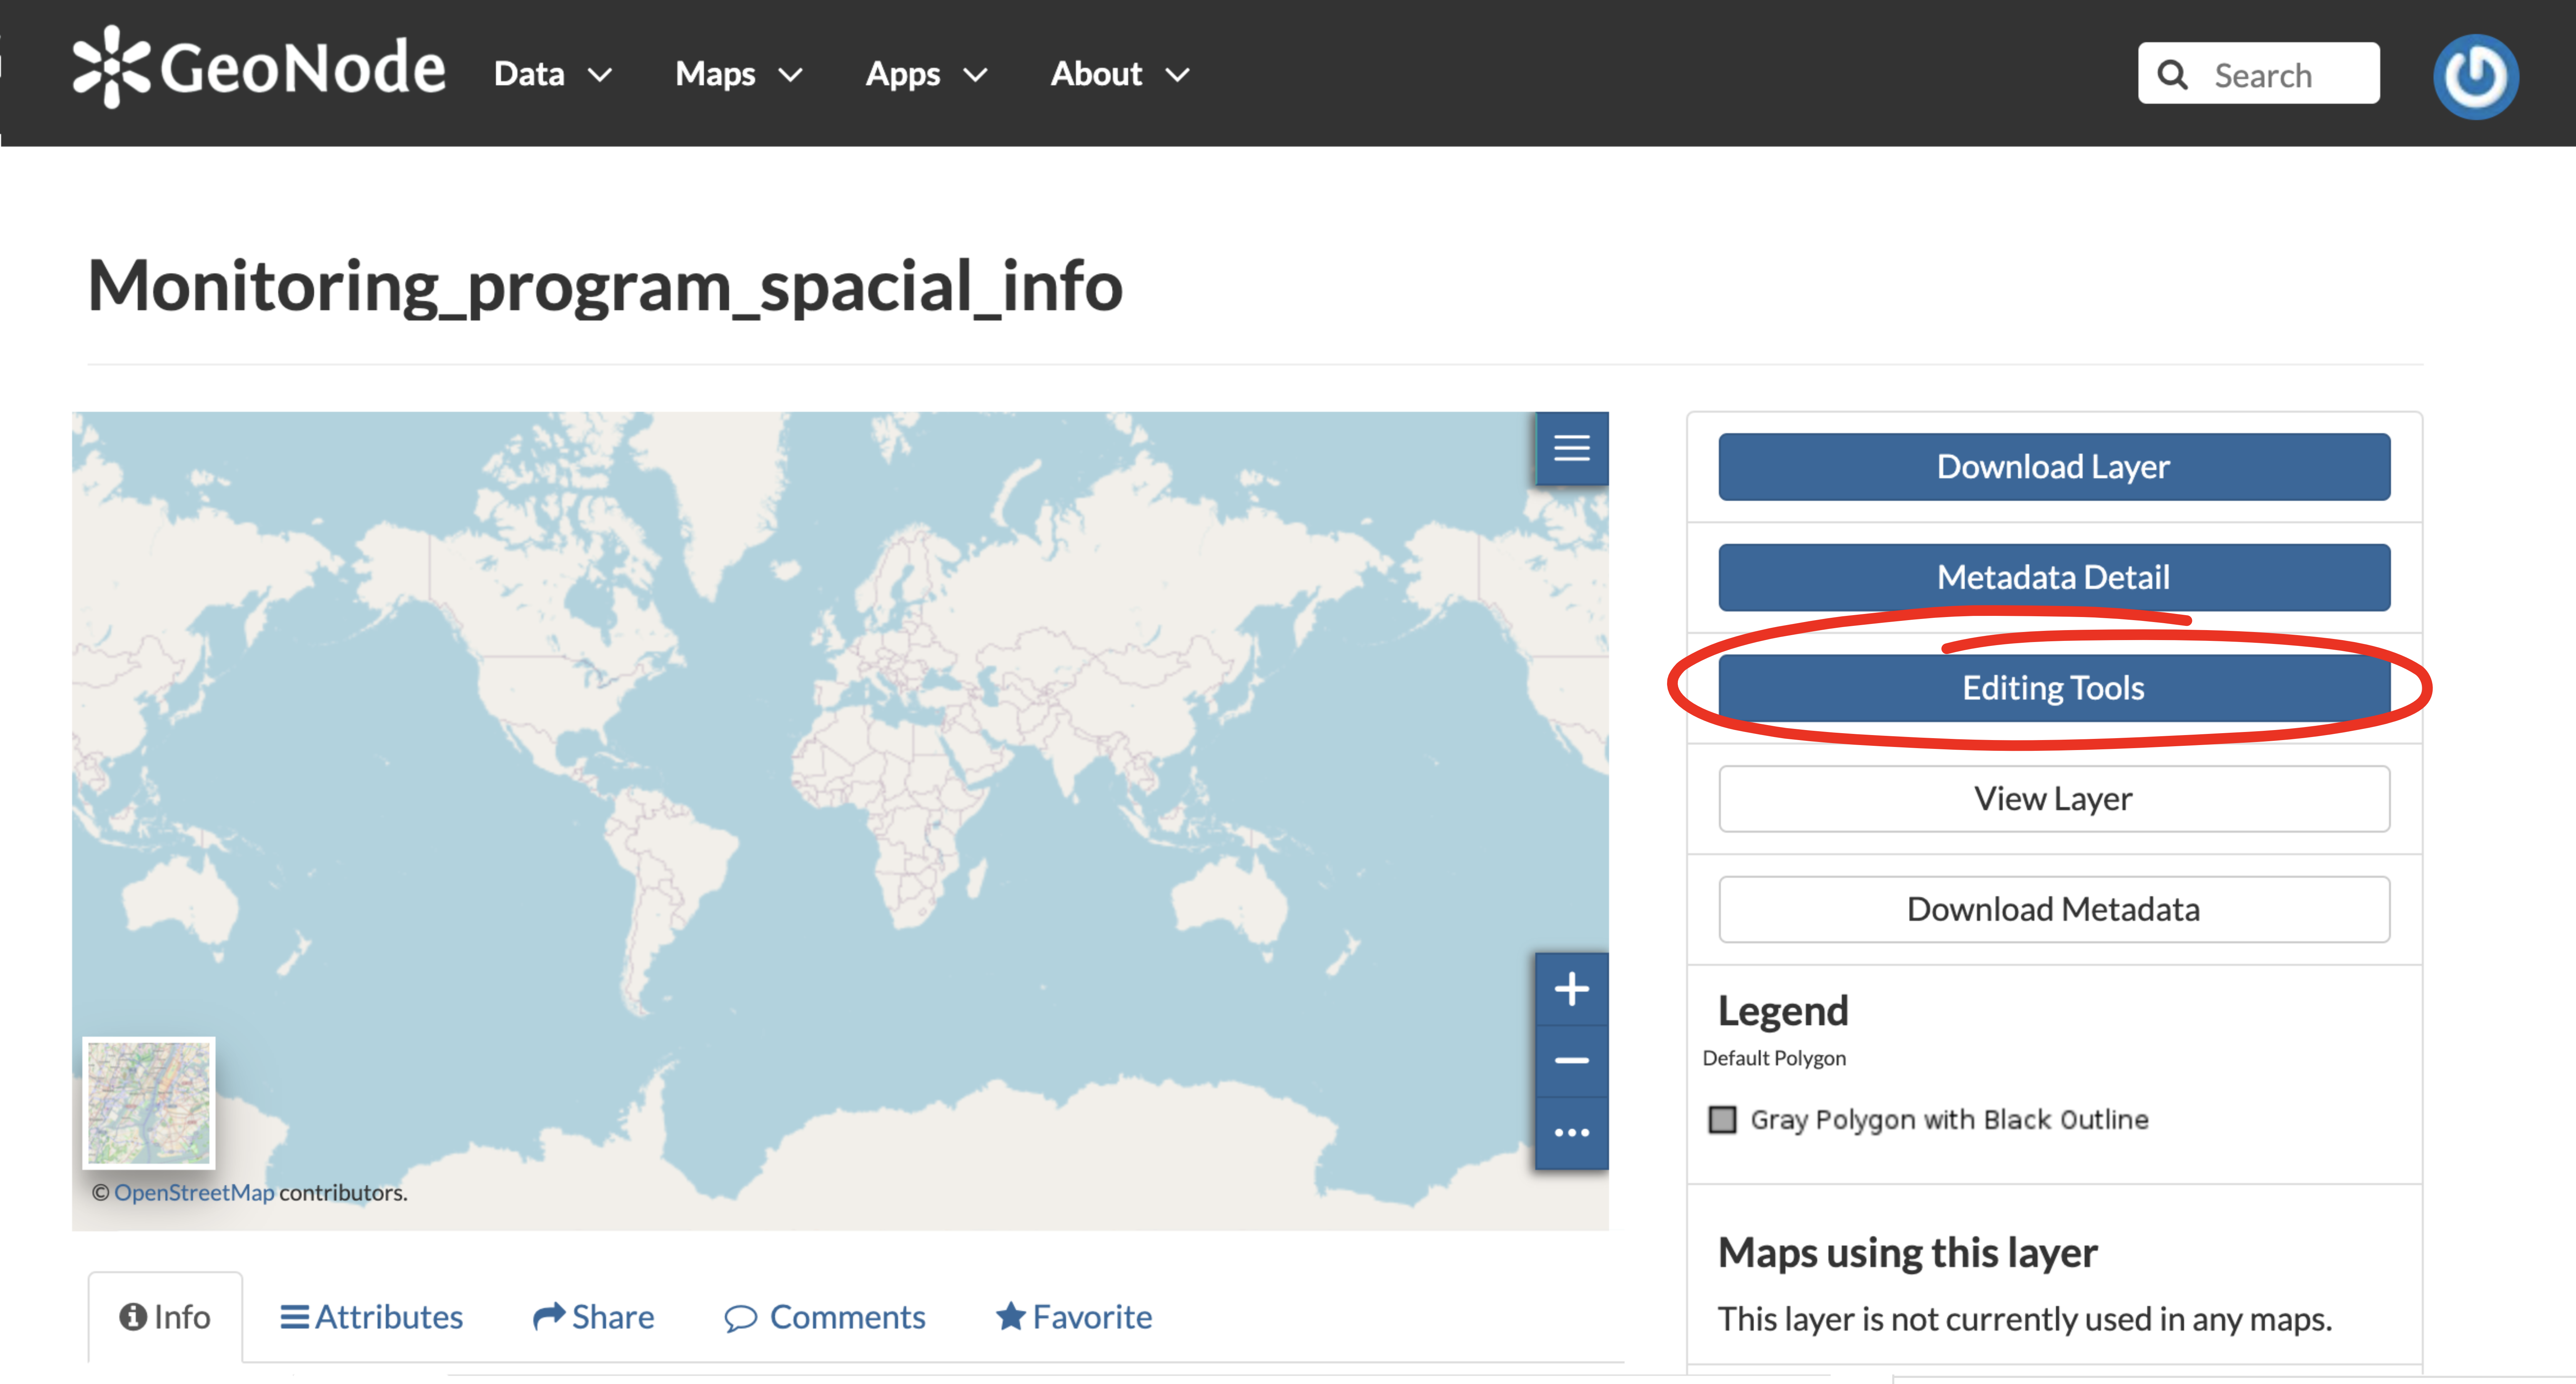 GeoNode Data Maps Apps About Search
Monitoring_program_spacial_info
Download Layer
Metadata Detail
Editing Tools
View Layer
Download Metadata
Legend
Default Polygon
Gray Polygon with Black Outline
© OpenStreetMap contributors.
Maps using this layer
This layer is not currently used in any maps.
Info Attributes Share Comments Favorite